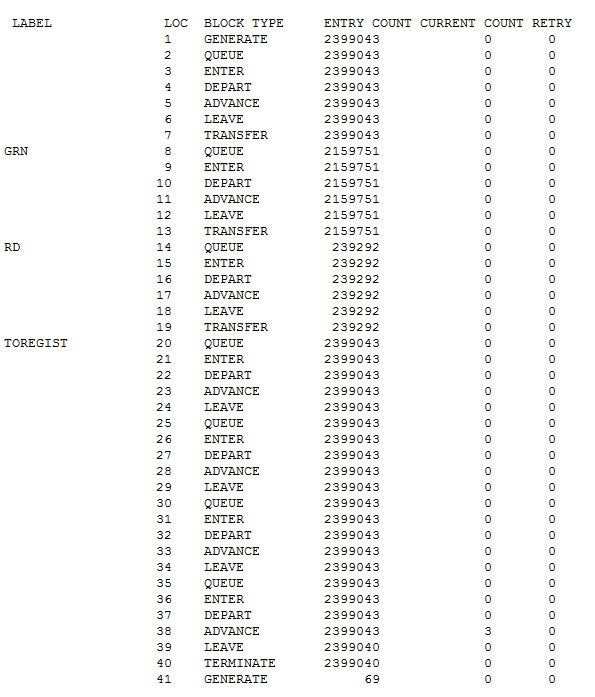 LABEL LOC BLOCK TYPE ENTRY COUNT CURRENT COUNT RETRY
1 GENERATE 2399043 0 0
2 QUEUE 2399043 0 0
3 ENTER 2399043 0 0
4 DEPART 2399043 0 0
5 ADVANCE 2399043 0 0
6 LEAVE 2399043 0 0
7 TRANSFER 2399043 0 0
GRN 8 QUEUE 2159751 0 0
9 ENTER 2159751 0 0
10 DEPART 2159751 0 0
11 ADVANCE 2159751 0 0
12 LEAVE 2159751 0 0
13 TRANSFER 2159751 0 0
RD 14 QUEUE 239292 0 0
15 ENTER 239292 0 0
16 DEPART 239292 0 0
17 ADVANCE 239292 0 0
18 LEAVE 239292 0 0
19 TRANSFER 239292 0 0
TOREGIST 20 QUEUE 2399043 0 0
21 ENTER 2399043 0 0
22 DEPART 2399043 0 0
23 ADVANCE 2399043 0 0
24 LEAVE 2399043 0 0
25 QUEUE 2399043 0 0
26 ENTER 2399043 0 0
27 DEPART 2399043 0 0
28 ADVANCE 2399043 0 0
29 LEAVE 2399043 0 0
30 QUEUE 2399043 0 0
31 ENTER 2399043 0 0
32 DEPART 2399043 0 0
33 ADVANCE 2399043 0 0
34 LEAVE 2399043 0 0
35 QUEUE 2399043 0 0
36 ENTER 2399043 0 0
37 DEPART 2399043 0 0
38 ADVANCE 2399043 3 0
39 LEAVE 2399040 0 0
40 TERMINATE 2399040 0 0
41 GENERATE 69 0 0